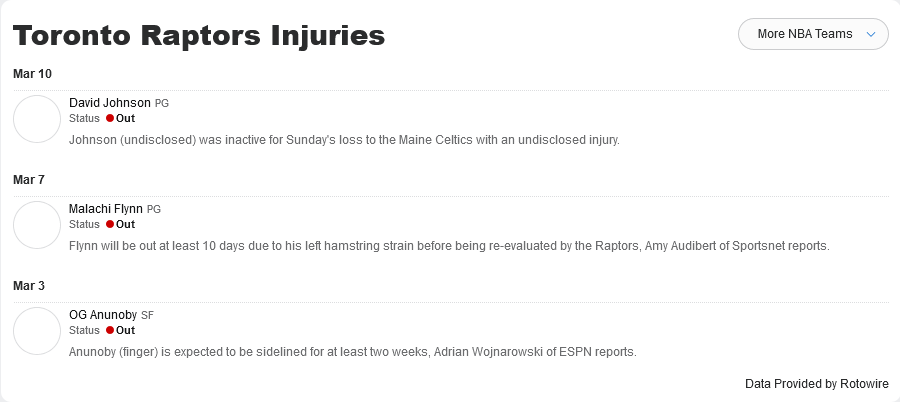 Toronto Raptors Injuries
More NBA Teams
Mar 10
David Johnson PG
Status Out
Johnson (undisclosed) was inactive for Sunday's loss to the Maine Celtics with an undisclosed injury.
Mar 7
Malachi Flynn PG
Status Out
Flynn will be out at least 10 days due to his left hamstring strain before being re-evaluated by the Raptors, Amy Audibert of Sportsnet reports.
Mar 3
OG Anunoby SF
Status Out
Anunoby (finger) is expected to be sidelined for at least two weeks, Adrian Wojnarowski of ESPN reports.
Data Provided by Rotowire